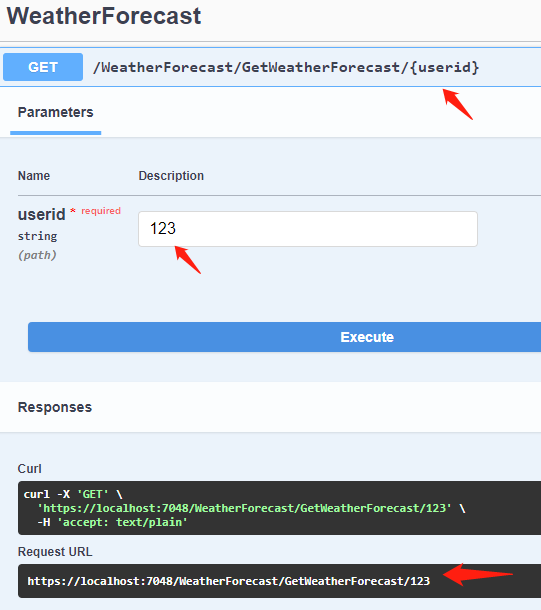 WeatherForecast
GET /WeatherForecast/GetWeatherForecast/{userid}
Parameters
Name Description
userid * required
123
string
(path)
Execute
Responses
Curl
curl -X 'GET' \
'https://localhost:7048/WeatherForecast/GetWeatherForecast/123' \
-H 'accept: text/plain'
Request URL
https://localhost:7048/WeatherForecast/GetWeatherForecast/123